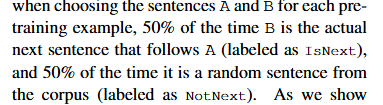 when choosing the sentences A and B for each pre-
training example, 50% of the time B is the actual
next sentence that follows A (labeled as IsNext),
and 50% of the time it is a random sentence from
the corpus (labeled as NotNext). As we show